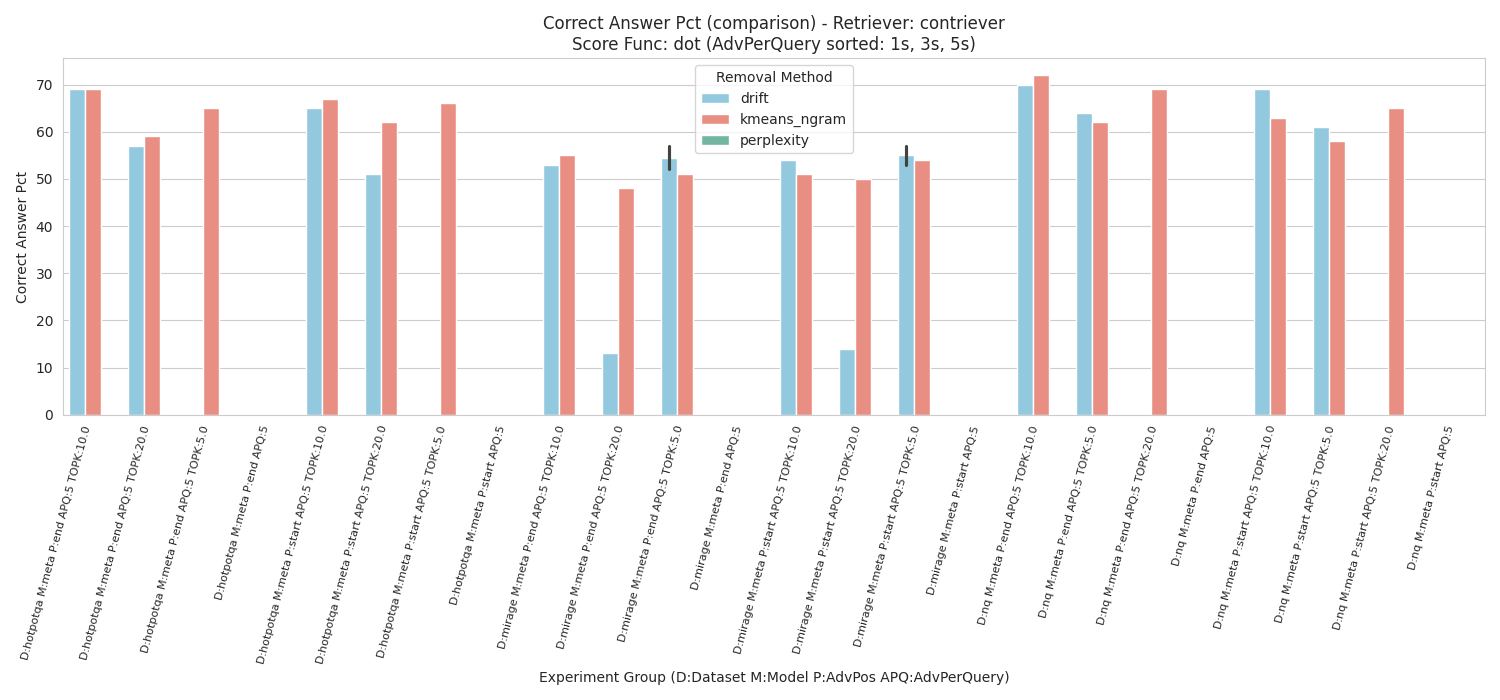 Correct Answer Pct (comparison) - Retriever: contriever
Score Func: dot (AdvPerQuery sorted: 1s, 3s, 5s)
Removal Method
drift
kmeans_ngram
perplexity
Correct Answer Pct
70
60
50
40
30
20
10
0
D:hotpotqa M:meta P:end APQ:5 TOPK:10.0
D:hotpotqa M:meta P:end APQ:5 TOPK:20.0
D:hotpotqa M:meta P:end APQ:5 TOPK:5.0
D:hotpotqa M:meta P:end APQ:5
D:hotpotqa M:meta P:start APQ:5 TOPK:10.0
D:hotpotqa M:meta P:start APQ:5 TOPK:20.0
D:hotpotqa M:meta P:start APQ:5 TOPK:5.0
D:hotpotqa M:meta P:start APQ:5
D:mirage M:meta P:end APQ:5 TOPK:10.0
D:mirage M:meta P:end APQ:5 TOPK:20.0
D:mirage M:meta P:end APQ:5 TOPK:5.0
D:mirage M:meta P:end APQ:5
D:mirage M:meta P:start APQ:5 TOPK:10.0
D:mirage M:meta P:start APQ:5 TOPK:20.0
D:mirage M:meta P:start APQ:5 TOPK:5.0
D:mirage M:meta P:start APQ:5
D:nq M:meta P:end APQ:5 TOPK:10.0
D:nq M:meta P:end APQ:5 TOPK:5.0
D:nq M:meta P:end APQ:5 TOPK:20.0
D:nq M:meta P:end APQ:5
D:nq M:meta P:start APQ:5 TOPK:10.0
D:nq M:meta P:start APQ:5 TOPK:5.0
D:nq M:meta P:start APQ:5 TOPK:20.0
D:nq M:meta P:start APQ:5
Experiment Group (D:Dataset M:Model P:AdvPos APQ:AdvPerQuery)